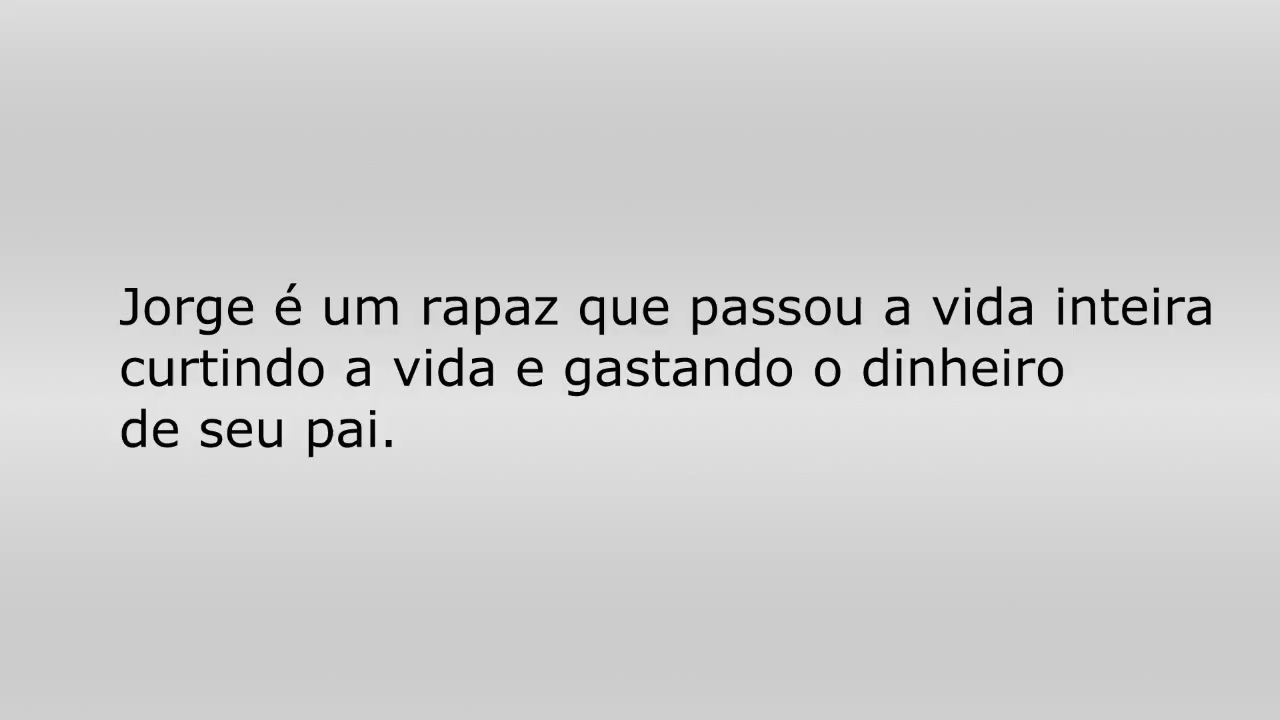 Jorge é um rapaz que passou a vida inteira
curtindo a vida e gastando o dinheiro
de seu pai.